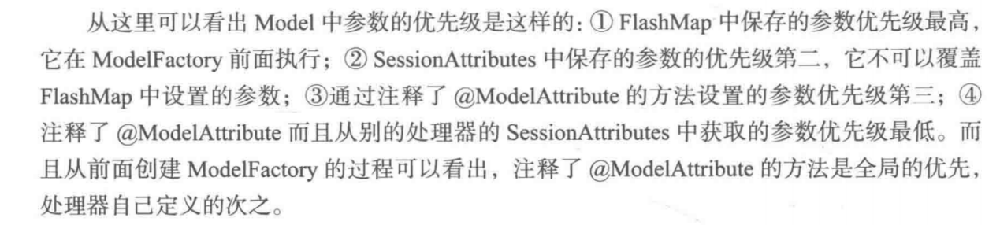 从这里可以看出 Model 中参数的优先级是这样的：① FlashMap 中保存的参数优先级最高，
它在 ModelFactory 前面执行；② SessionAttributes 中保存的参数的优先级第二，它不可以覆盖
FlashMap 中设置的参数；③通过注释了 @ModelAttribute 的方法设置的参数优先级第三；④
注释了 @ModelAttribute 而且从别的处理器的 SessionAttributes 中获取的参数优先级最低。而
且从前面创建 ModelFactory 的过程可以看出，注释了 @ModelAttribute 的方法是全局的优先，
处理器自己定义的次之。